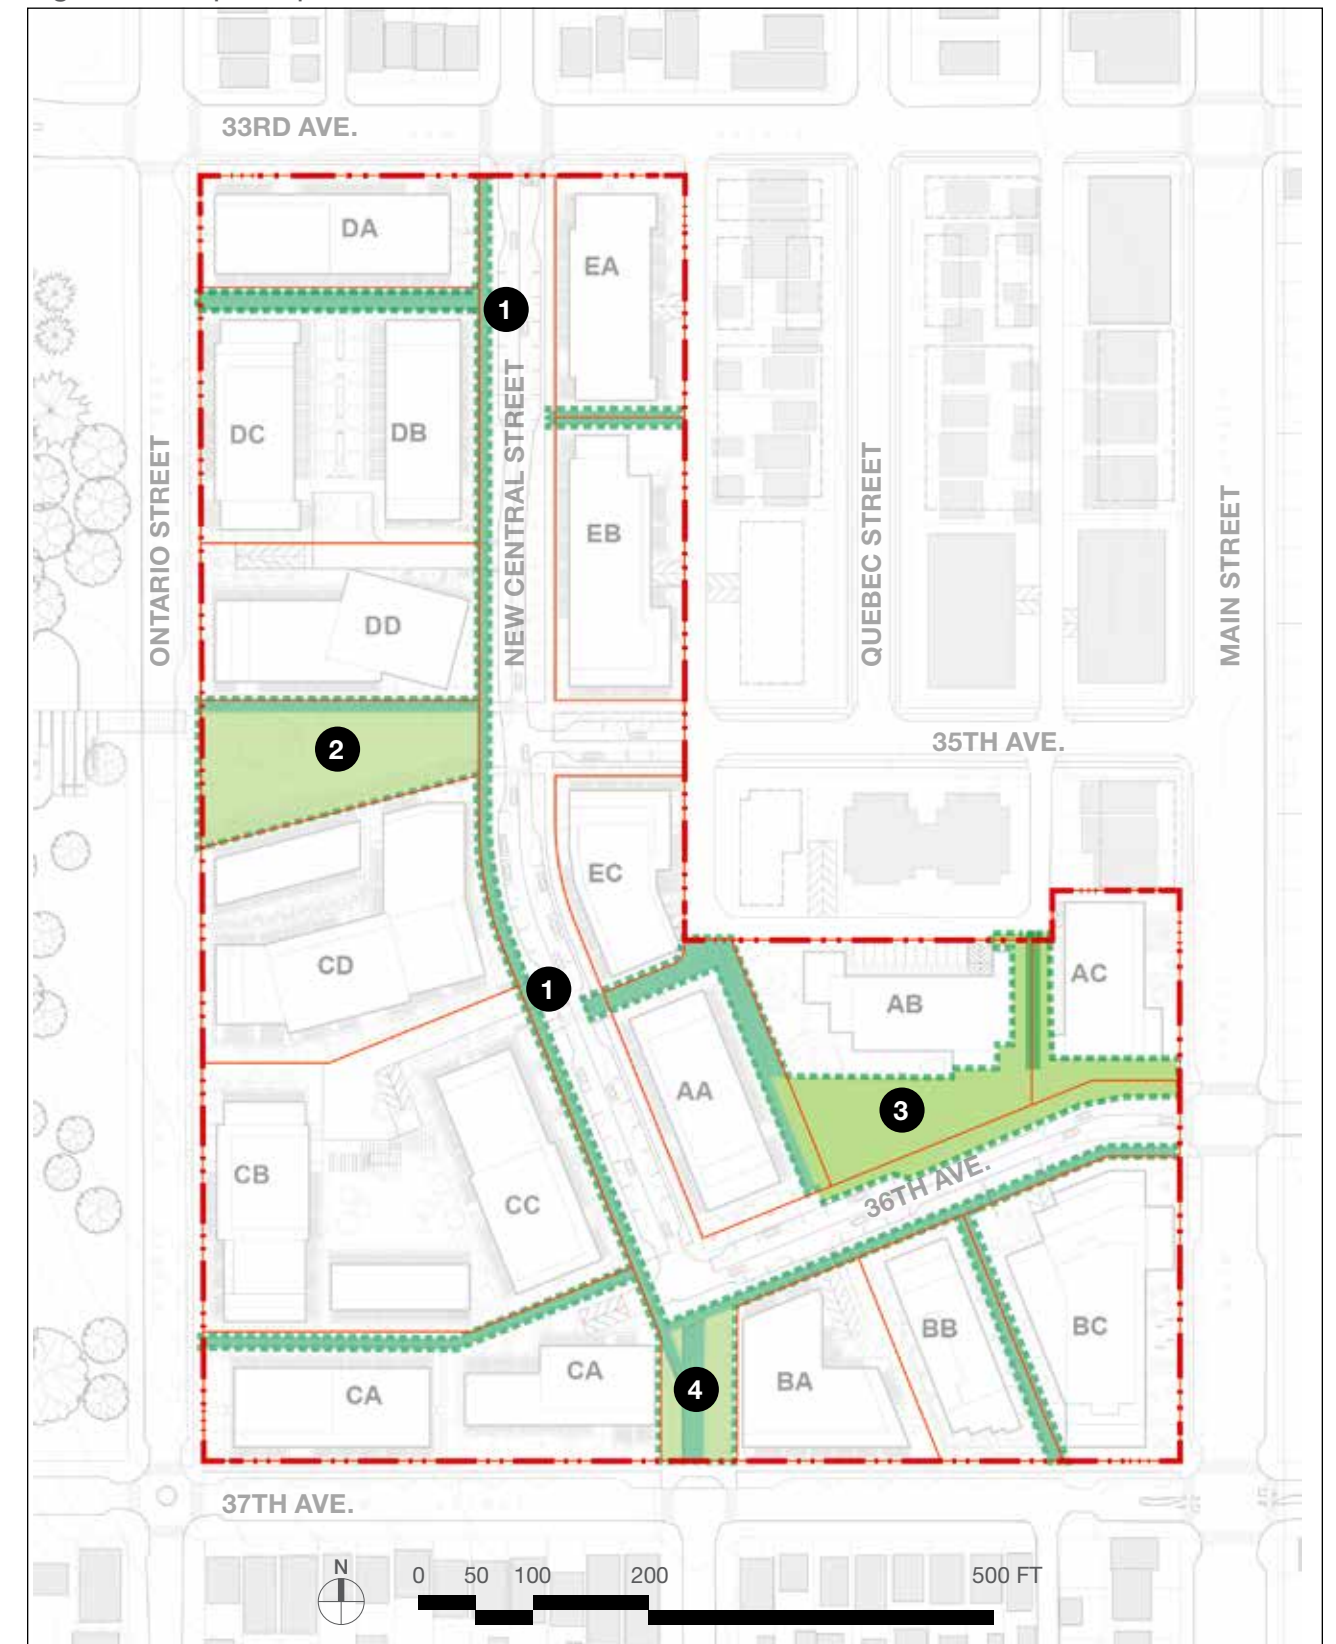 33RD AVE.
DA
EA
1
NEW CENTRAL STREET
DC
DB
ONTARIO STREET
QUEBEC STREET
MAIN STREET
EB
DD
2
35TH AVE.
EC
CD
1
AB
AC
AA
3
CB
CC
36TH AVE.
BB
BC
CA
CA
4
BA
37TH AVE.
N
0 50 100 200 500 FT